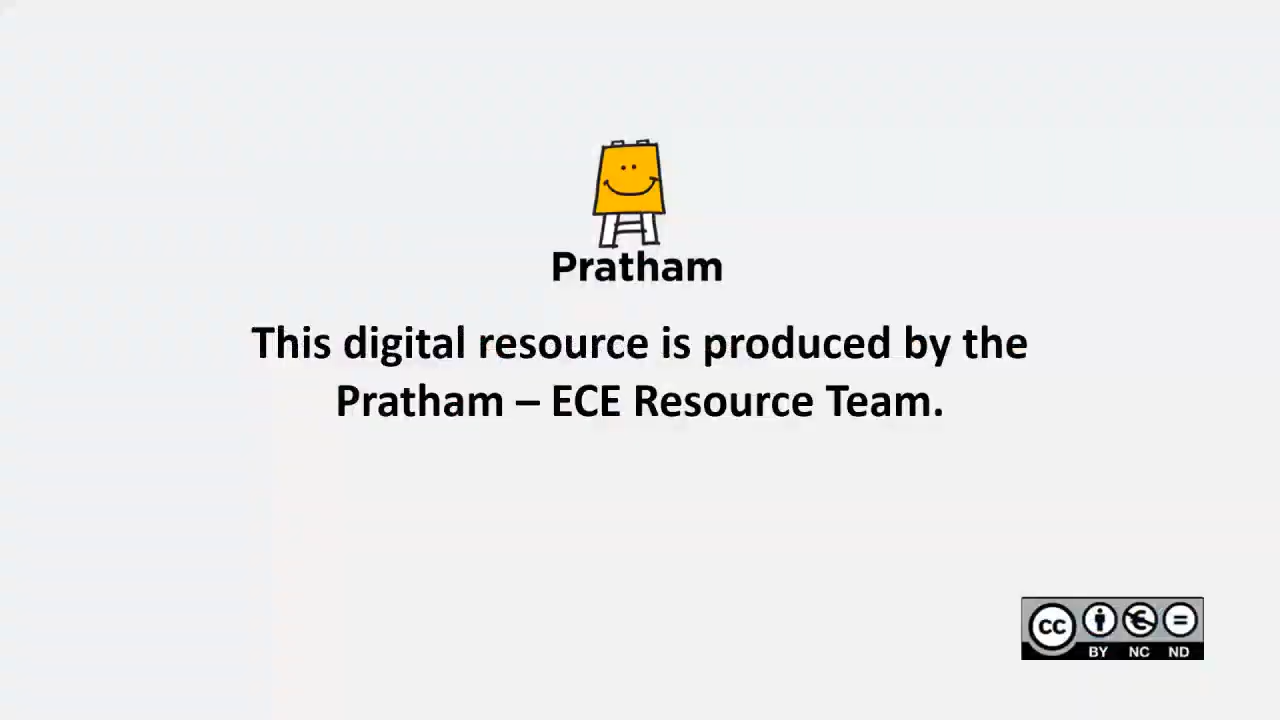 Pratham
This digital resource is produced by the
Pratham – ECE Resource Team.
cc
BY NC ND